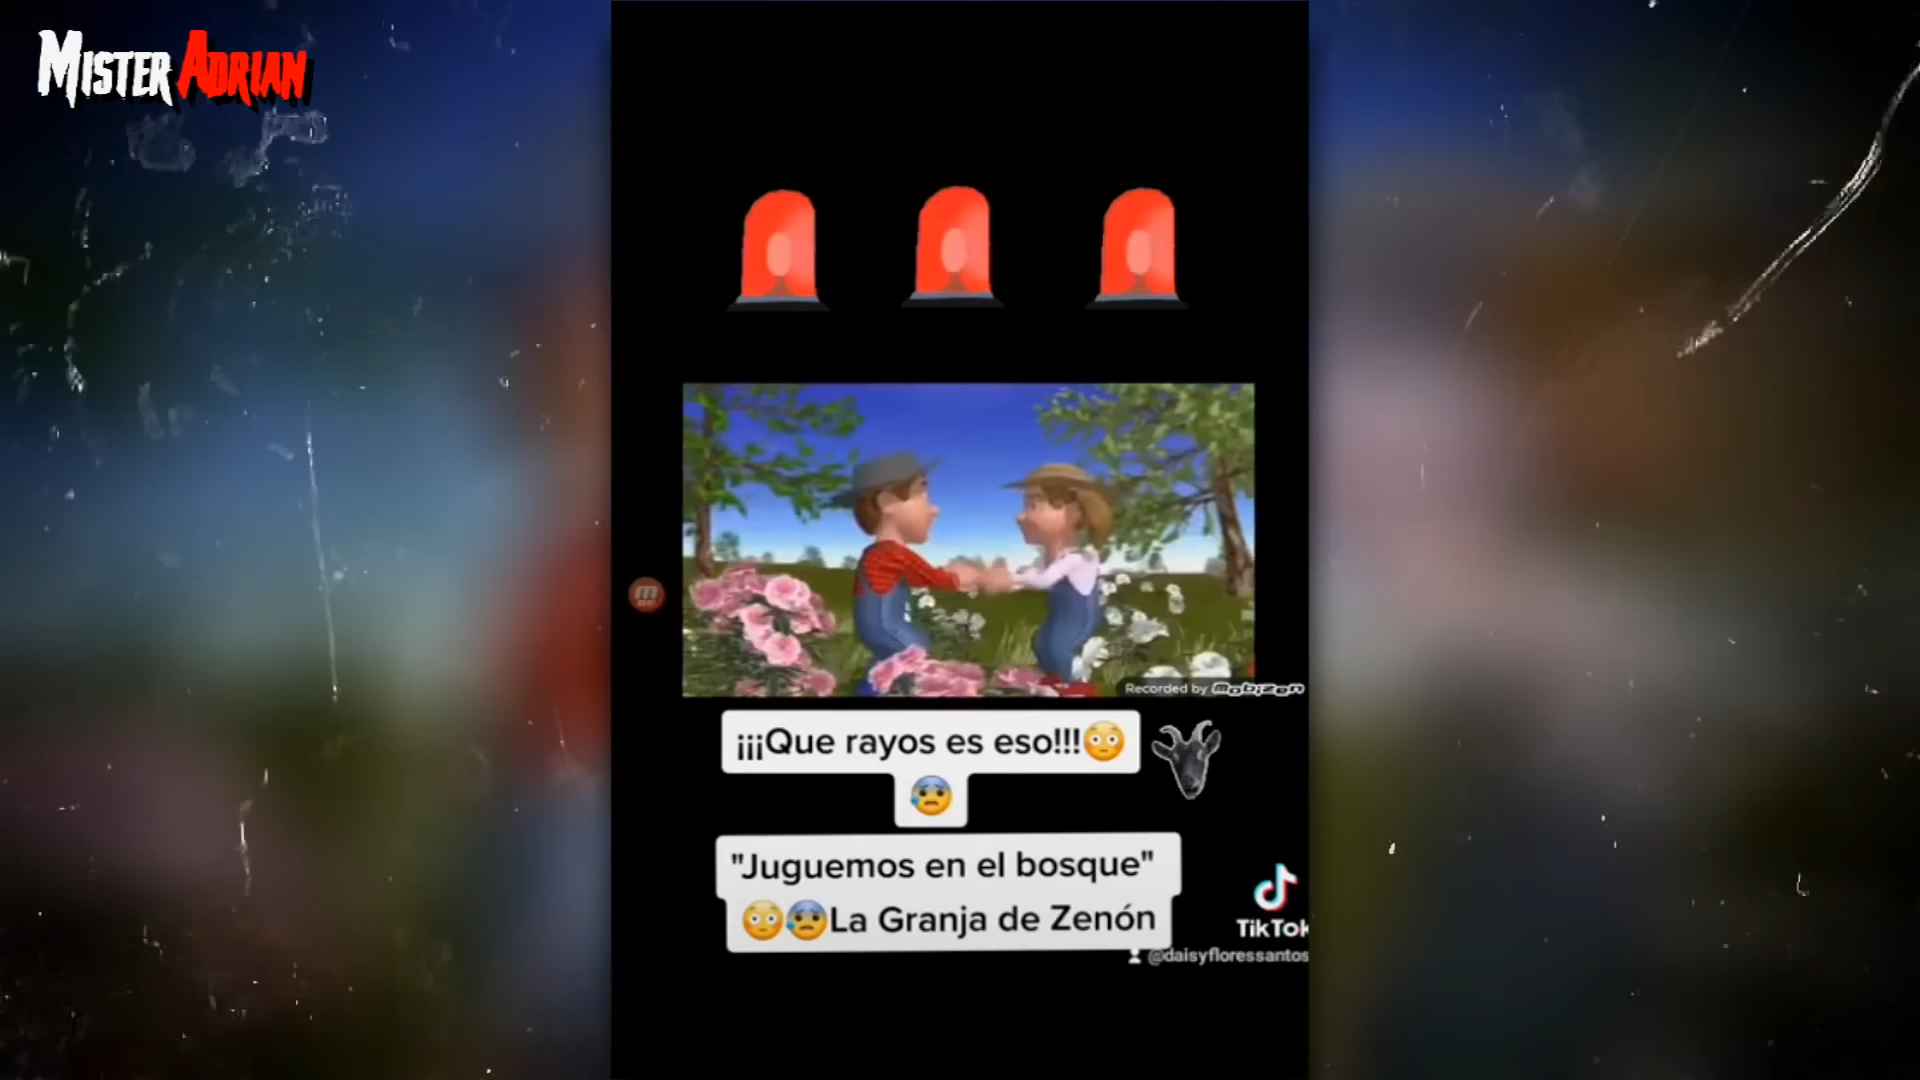 MISTER ADRIAN
Recorded by mobizen
¡¡¡Que rayos es eso!!!😳
😰
"Juguemos en el bosque"
😳😰La Granja de Zenón
TikTok
@daisyfloressantos